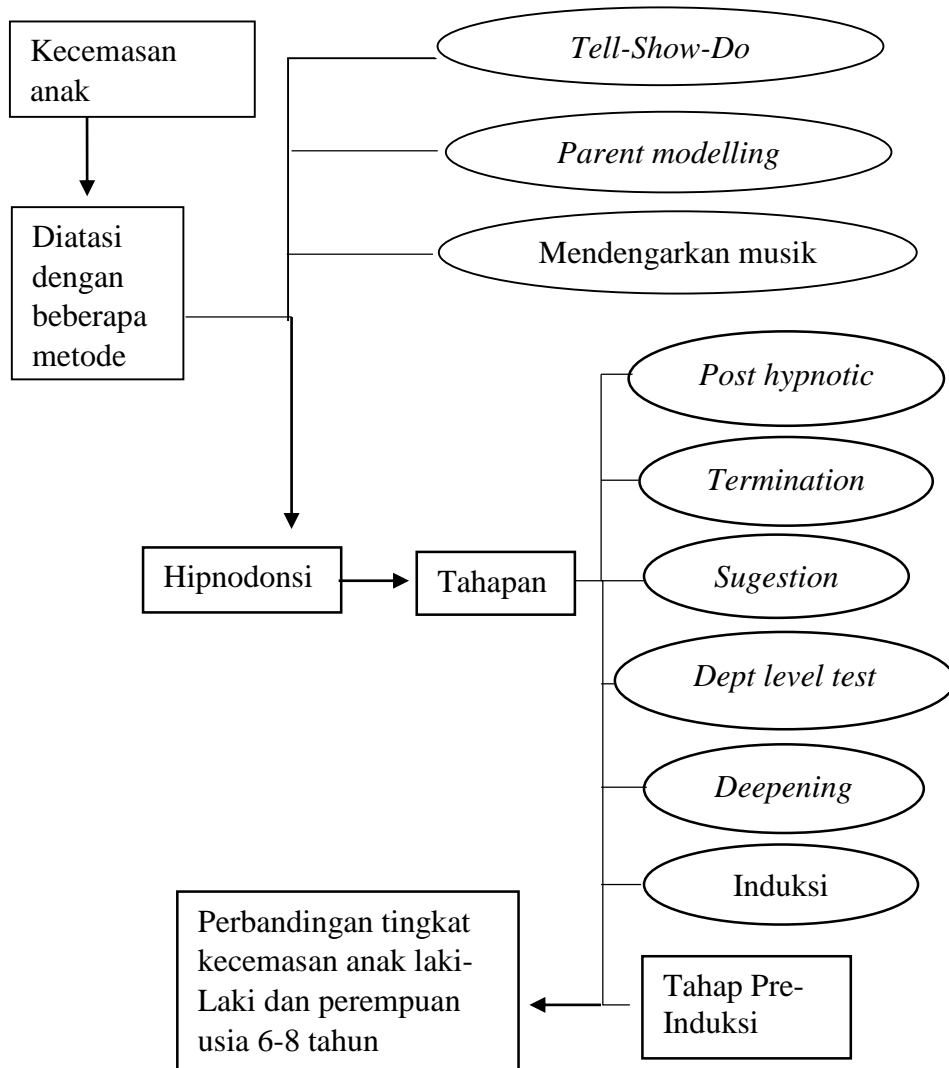 Kecemasan
anak
Tell-Show-Do
Parent modelling
Diatasi
dengan
beberapa
metode
Mendengarkan musik
Post hypnotic
Termination
Hipnodonsi
Tahapan
Sugestion
Dept level test
Deepening
Induksi
Perbandingan tingkat
kecemasan anak laki-
Laki dan perempuan
usia 6-8 tahun
Tahap Pre-
Induksi